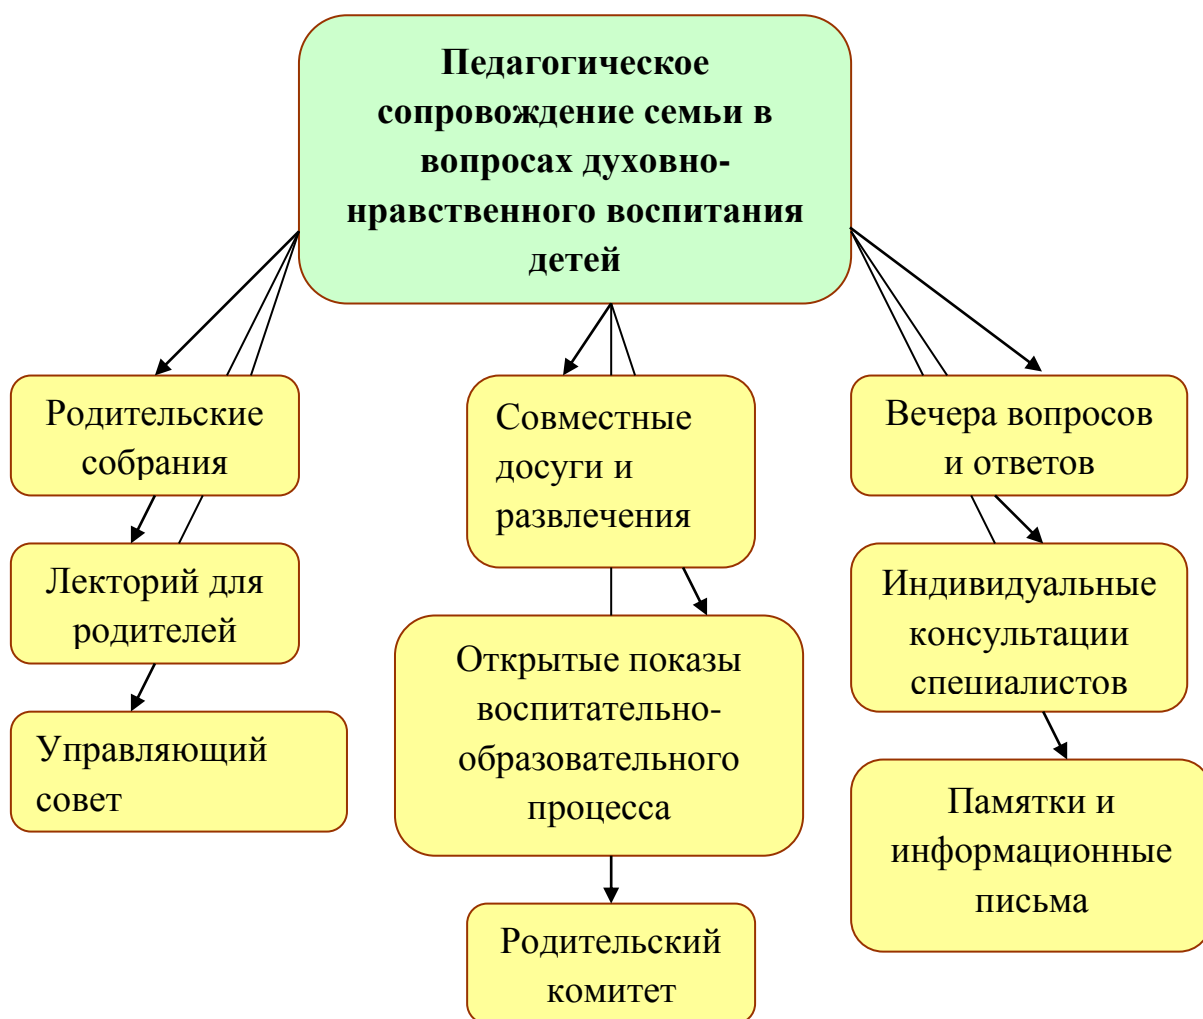 Педагогическое
сопровождение семьи в
вопросах духовно-
нравственного воспитания
детей
Родительские
собрания
Лекторий для
родителей
Управляющий
совет
Совместные
досуги и
развлечения
Открытые показы
воспитательно-
образовательного
процесса
Родительский
комитет
Вечера вопросов
и ответов
Индивидуальные
консультации
специалистов
Памятки и
информационные
письма